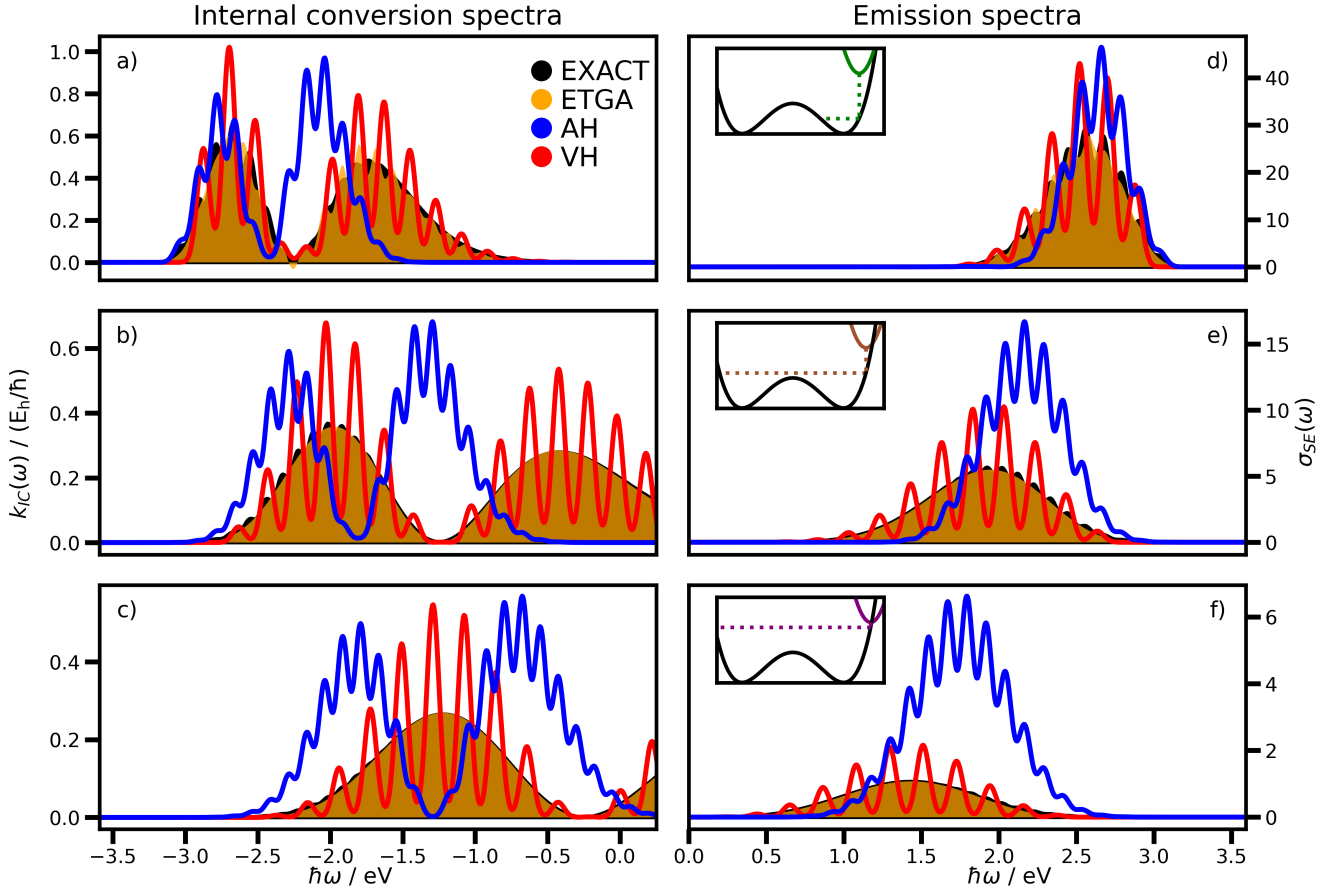 Internal conversion spectra
Emission spectra
a)
EXACT
ETGA
AH
VH
1.0
0.8
0.6
0.4
0.2
0.0
d)
40
30
20
10
0
b)
0.6
0.4
0.2
0.0
k_IC(ω) / (E_h/ħ)
e)
15
10
5
0
σ_SE(ω)
c)
0.4
0.2
0.0
f)
6
4
2
0
−3.5 −3.0 −2.5 −2.0 −1.5 −1.0 −0.5 0.0
ħω / eV
0.0 0.5 1.0 1.5 2.0 2.5 3.0 3.5
ħω / eV